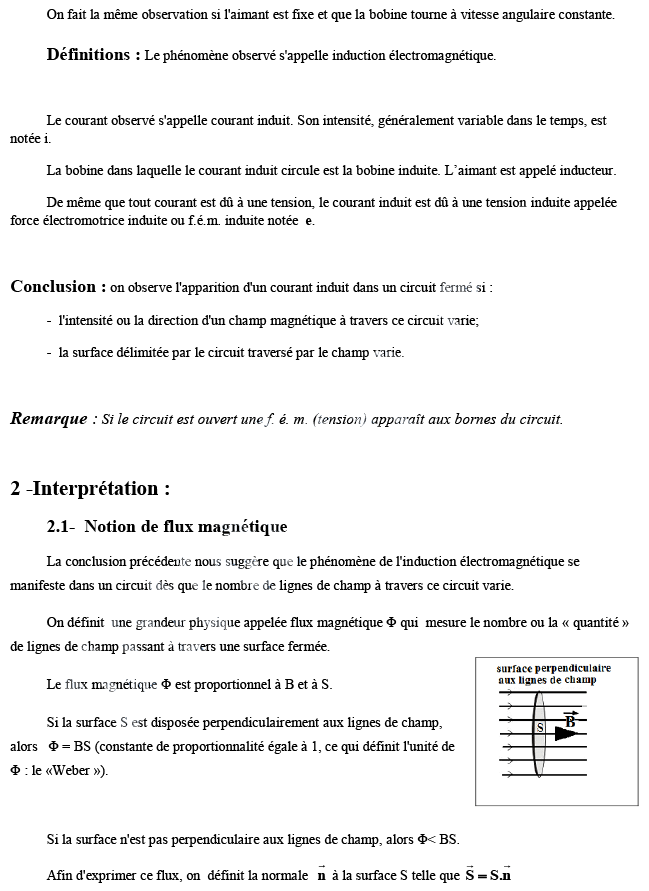 On fait la même observation si l'aimant est fixe et que la bobine tourne à vitesse angulaire constante.
Définitions : Le phénomène observé s'appelle induction électromagnétique.
Le courant observé s'appelle courant induit. Son intensité, généralement variable dans le temps, est
notée i.
La bobine dans laquelle le courant induit circule est la bobine induite. L'aimant est appelé inducteur.
De même que tout courant est dû à une tension, le courant induit est dû à une tension induite appelée
force électromotrice induite ou f.é.m. induite notée e.
Conclusion : on observe l'apparition d'un courant induit dans un circuit fermé si :
- l'intensité ou la direction d'un champ magnétique à travers ce circuit varie;
- la surface délimitée par le circuit traversé par le champ varie.
Remarque : Si le circuit est ouvert une f. é. m. (tension) apparaît aux bornes du circuit.
2 -Interprétation :
2.1- Notion de flux magnétique
La conclusion précédente nous suggère que le phénomène de l'induction électromagnétique se
manifeste dans un circuit dès que le nombre de lignes de champ à travers ce circuit varie.
On définit une grandeur physique appelée flux magnétique Φ qui mesure le nombre ou la « quantité »
de lignes de champ passant à travers une surface fermée.
Le flux magnétique Φ est proportionnel à B et à S.
Si la surface S est disposée perpendiculairement aux lignes de champ,
alors Φ = BS (constante de proportionnalité égale à 1, ce qui définit l'unité de
Φ : le «Weber »).
surface perpendiculaire
aux lignes de champ
S B⃗
Si la surface n'est pas perpendiculaire aux lignes de champ, alors Φ< BS.
Afin d'exprimer ce flux, on définit la normale n⃗ à la surface S telle que S⃗ = S.n⃗